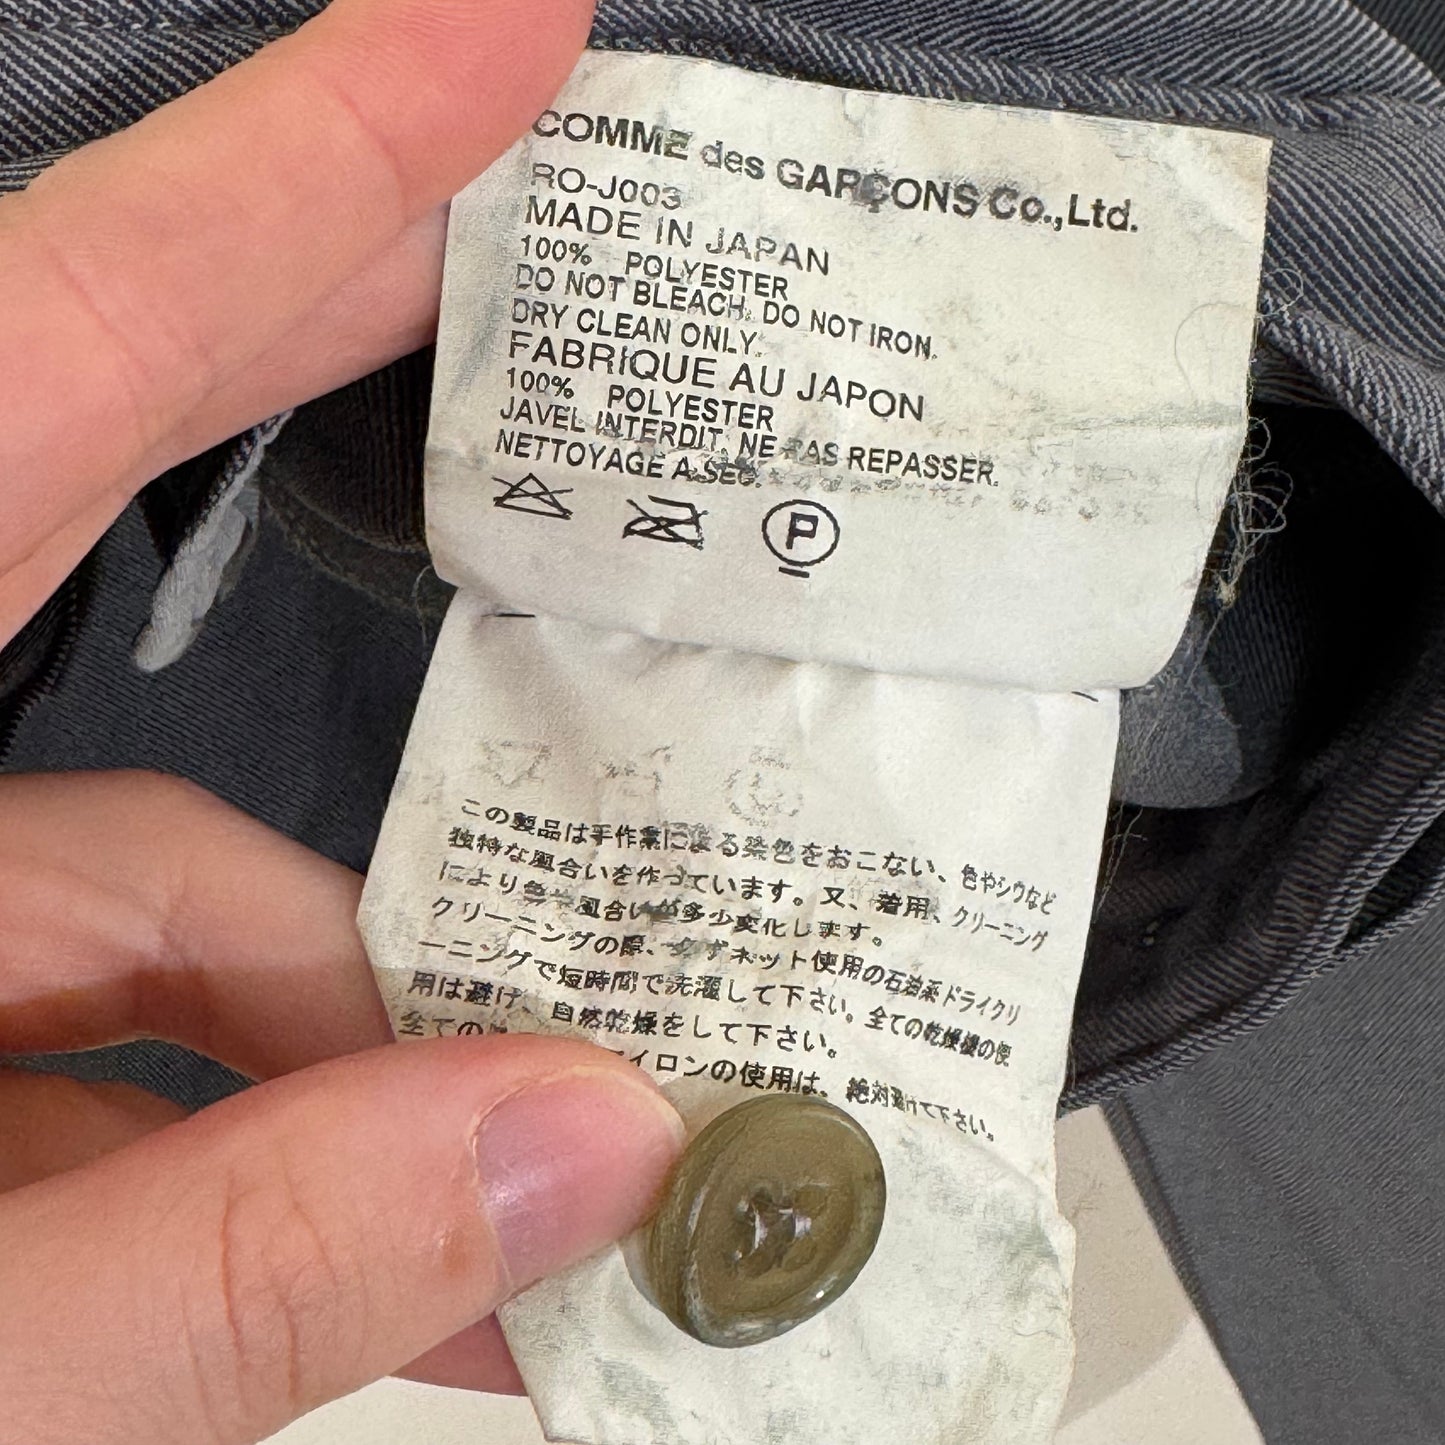 COMME des GARÇONS Co.,Ltd.
RO-J003
MADE IN JAPAN
100% POLYESTER
DO NOT BLEACH. DO NOT IRON.
DRY CLEAN ONLY.
FABRIQUE AU JAPON
100% POLYESTER
JAVEL INTERDIT. NE PAS REPASSER.
NETTOYAGE A SEC.
P
この製品は手作業による染色をおこない、色やシワなど
独特な風合いを作っています。又、着用、クリーニング
により色や風合いが多少変化します。
クリーニングの際、必ずネット使用の石油系ドライクリ
ーニングで短時間で洗濯して下さい。全ての乾燥機の使
用は避け、自然乾燥をして下さい。
全ての イロンの使用は、絶対避けて下さい。